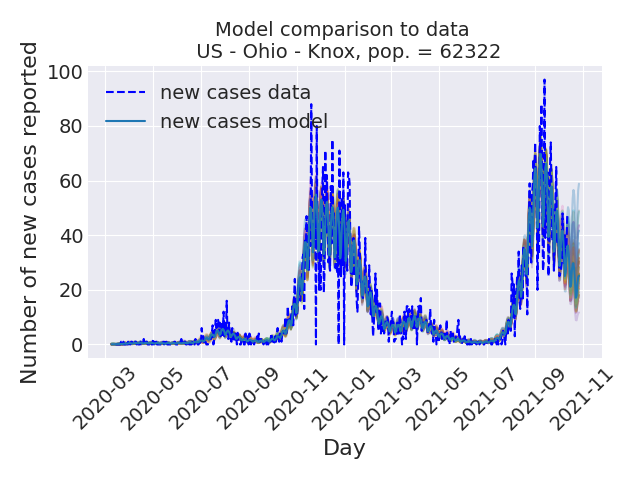 Model comparison to data
US - Ohio - Knox, pop. = 62322
Number of new cases reported
100
80
60
40
20
0
new cases data
new cases model
2020-03
2020-05
2020-07
2020-09
2020-11
2021-01
2021-03
2021-05
2021-07
2021-09
2021-11
Day